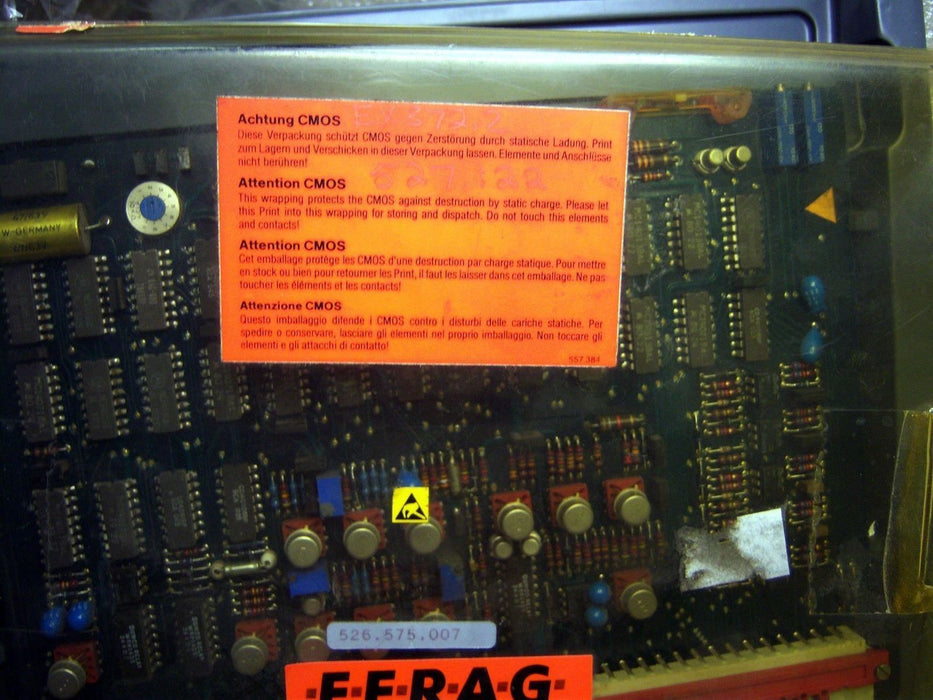 Achtung CMOS
Diese Verpackung schützt CMOS gegen Zerstörung durch statische Ladung. Print
zum Lagern und Verschicken in dieser Verpackung lassen. Elemente und Anschlüsse
nicht berühren!
Attention CMOS
This wrapping protects the CMOS against destruction by static charge. Please let
this Print into this wrapping for storing and dispatch. Do not touch this elements
and contacts!
Attention CMOS
Cet emballage protège les CMOS d'une destruction par charge statique. Pour mettre
en stock ou bien pour retourner les Print, il faut les laisser dans cet emballage. Ne pas
toucher les éléments et les contacts!
Attenzione CMOS
Questo imballaggio difende i CMOS contro i disturbi delle cariche statiche. Per
spedire o conservare, lasciare gli elementi nel proprio imballaggio. Non toccare gli
elementi e gli attacchi di contatto!
557.384
W-GERMANY
526.575.007
F·E·R·A·G